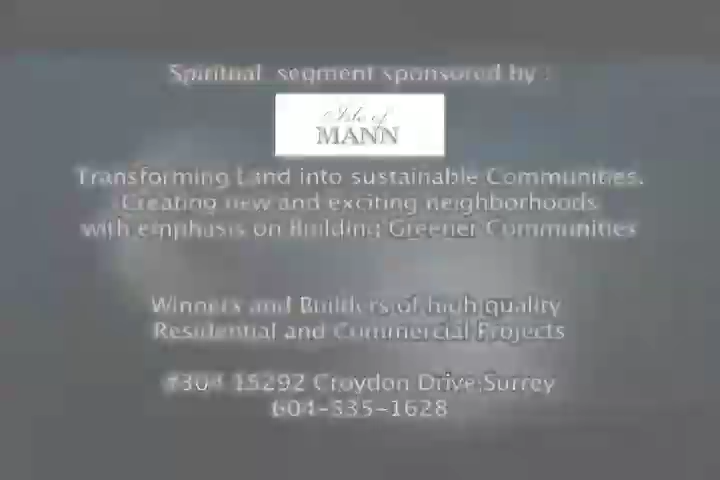 Spiritual segment sponsored by :
Isle of
MANN
Transforming Land into sustainable Communities.
Creating new and exciting neighborhoods
with emphasis on Building Greener Communities
Winners and Builders of high quality
Residential and Commercial Projects
#304 15292 Croydon Drive,Surrey
604-535-1628